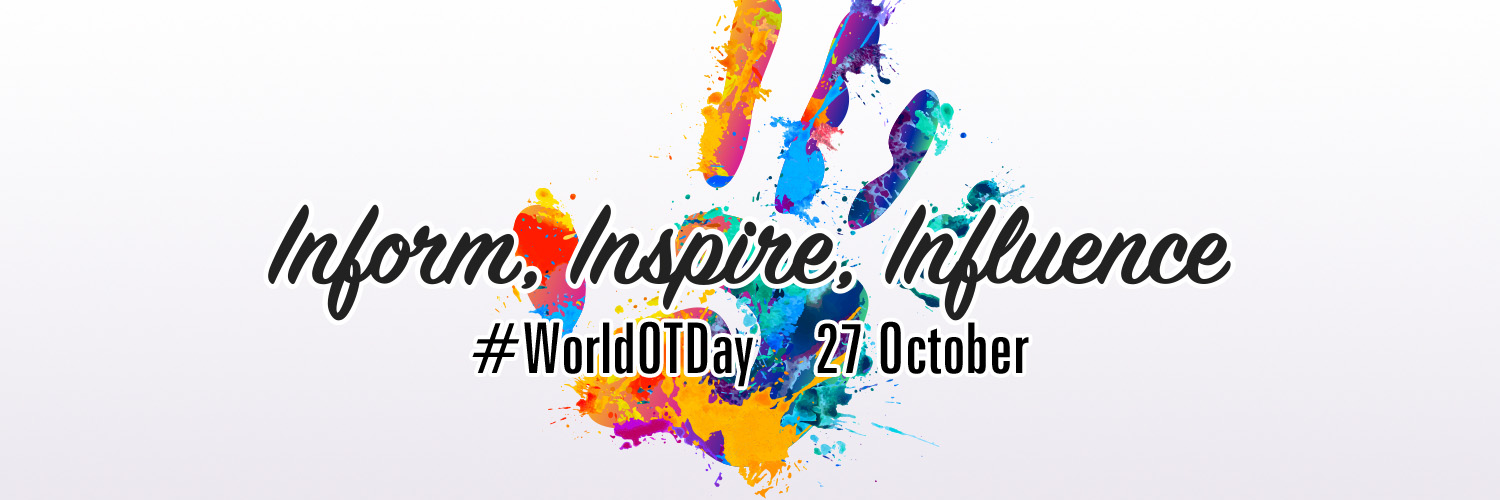 Inform, Inspire, Influence
#WorldOTDay 27 October